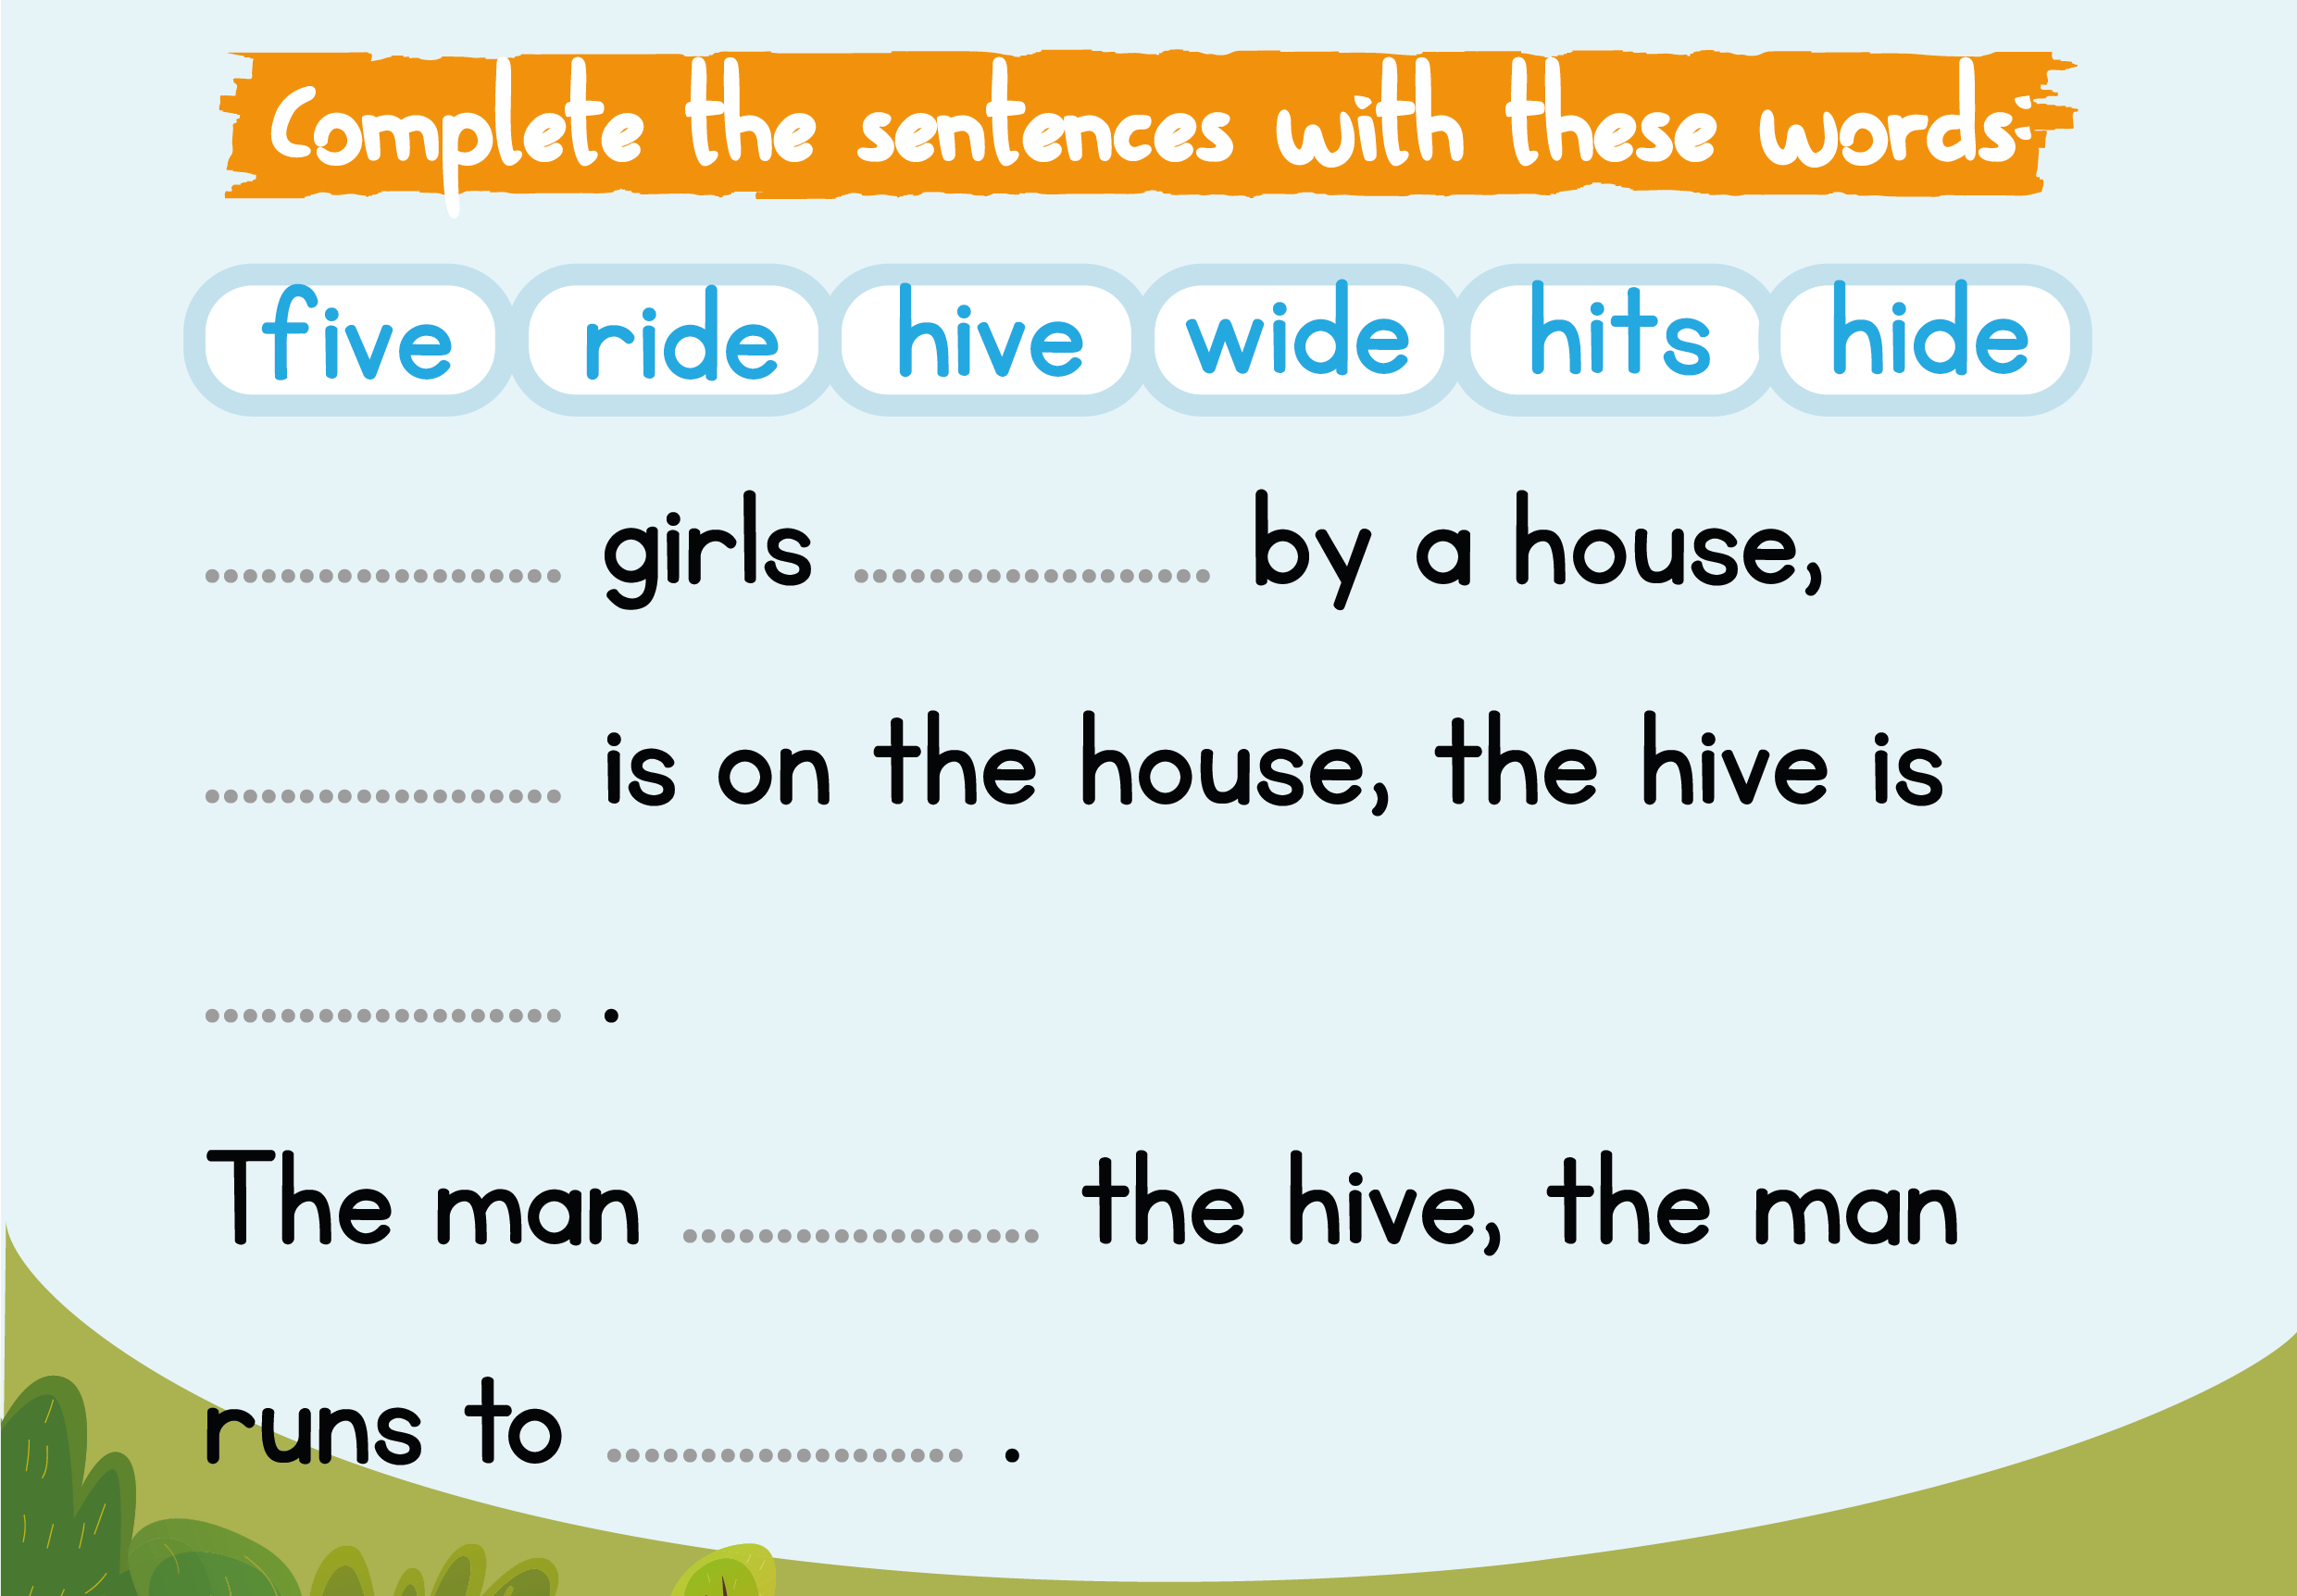 Complete the sentences with these words:
five ride hive wide hits hide
.................. girls .................. by a house,
.................. is on the house, the hive is
.................. .
The man .................. the hive, the man
runs to .................. .